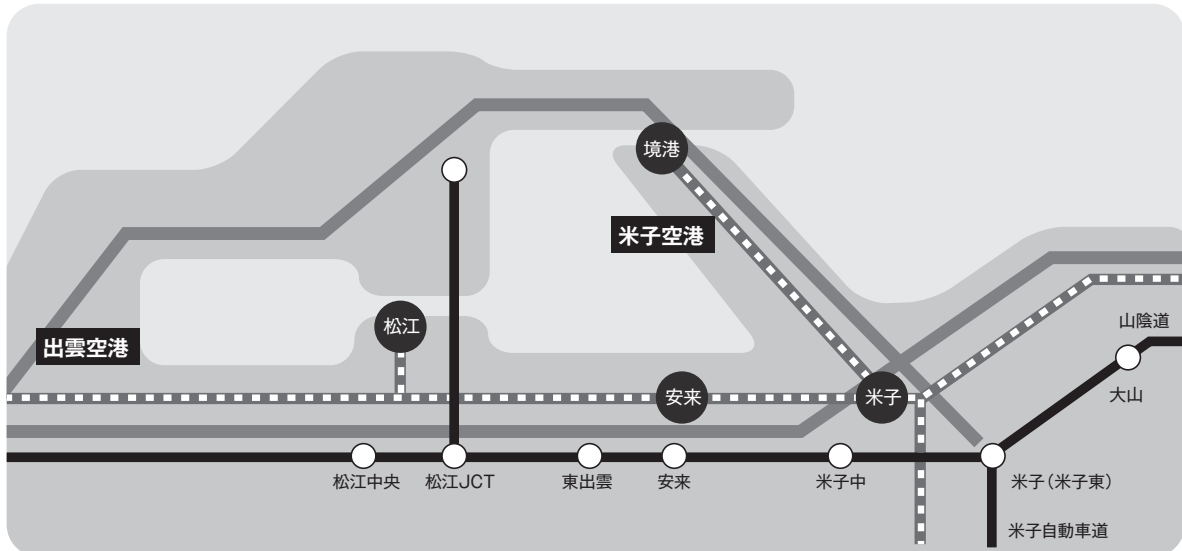 境港
米子空港
山陰道
松江
出雲空港
大山
安来
米子
松江中央
松江JCT
東出雲
安来
米子中
米子（米子東）
米子自動車道